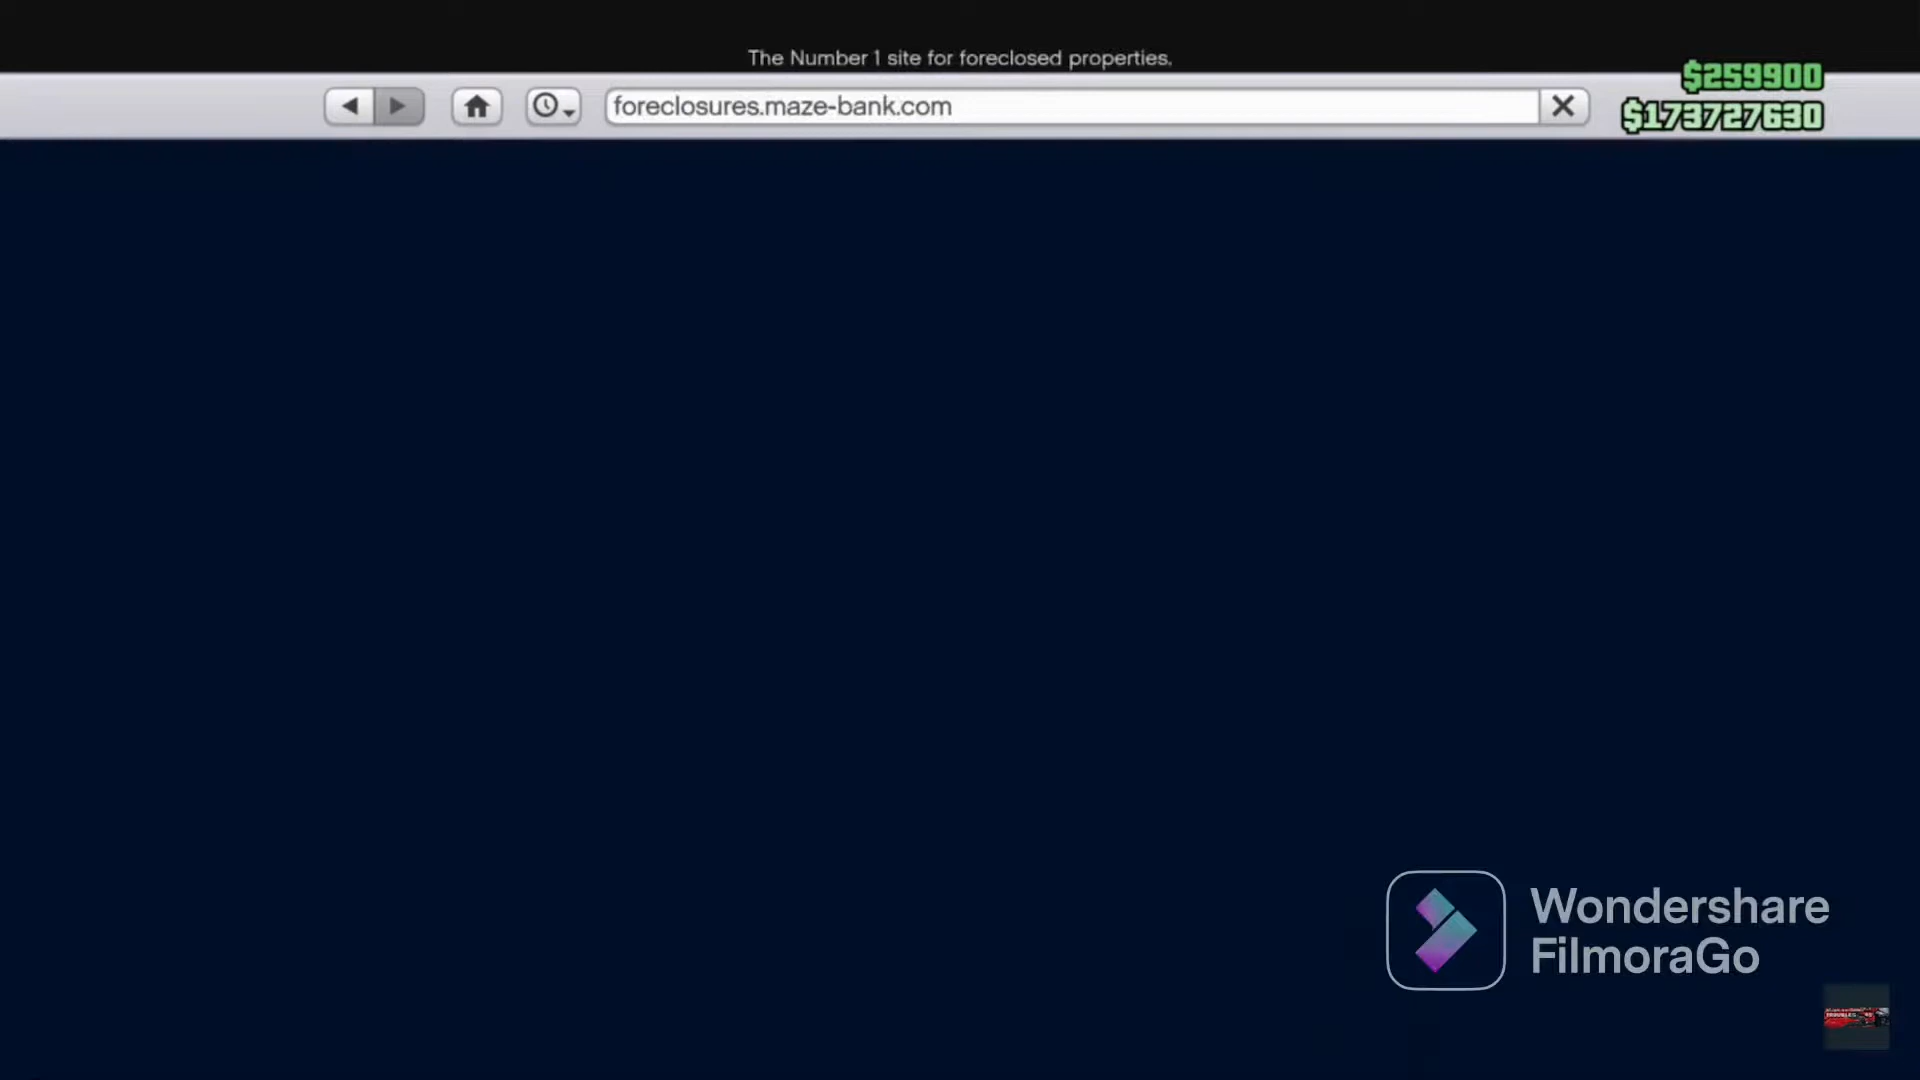 The Number 1 site for foreclosed properties.
$259900
foreclosures.maze-bank.com
$173727630
Wondershare
FilmoraGo